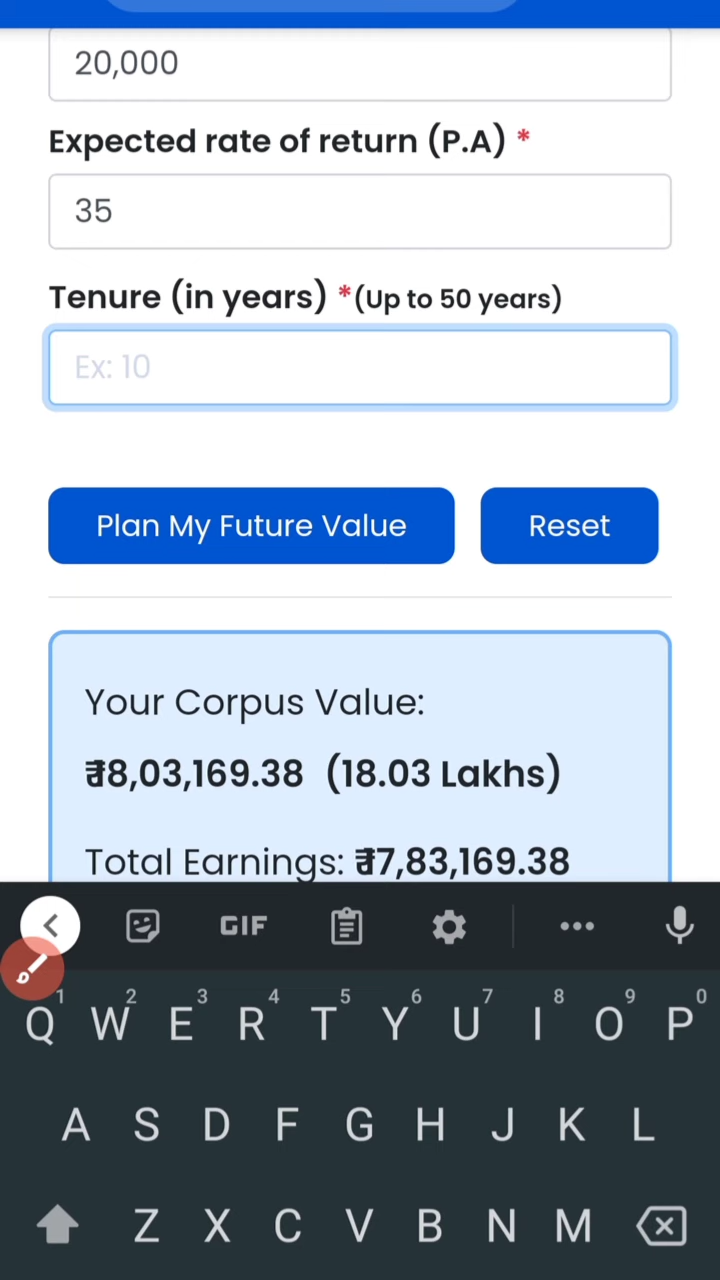 20,000
Expected rate of return (P.A) *
35
Tenure (in years) *(Up to 50 years)
Ex: 10
Plan My Future Value
Reset
Your Corpus Value:
₹18,03,169.38 (18.03 Lakhs)
Total Earnings: ₹17,83,169.38
GIF
1 2 3 4 5 6 7 8 9 0
Q W E R T Y U I O P
A S D F G H J K L
Z X C V B N M